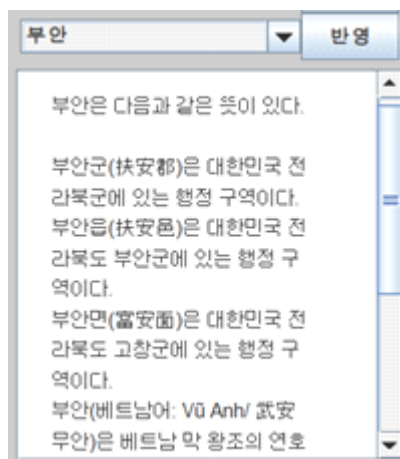 부안
반영
부안은 다음과 같은 뜻이 있다.
부안군(扶安郡)은 대한민국 전
라북군에 있는 행정 구역이다.
부안읍(扶安邑)은 대한민국 전
라북도 부안군에 있는 행정 구
역이다.
부안면(富安面)은 대한민국 전
라북도 고창군에 있는 행정 구
역이다.
부안(베트남어: Vũ Anh/ 武安
무안)은 베트남 막 왕조의 연호